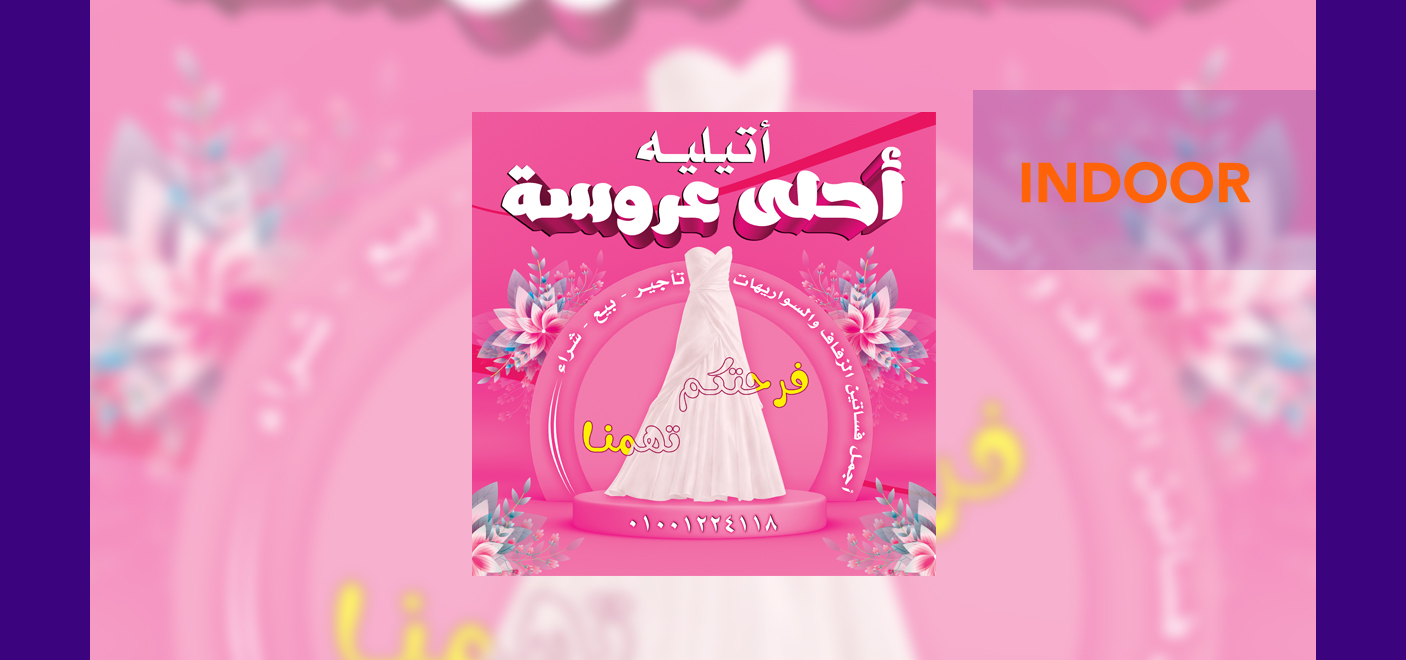 أتيليه
أحلى عروسة
أجمل فساتين الزفاف والسواريهات
تأجير - بيع - شراء
فرحتكم
تهمنا
٠١٠٠١٢٢٤١١٨
INDOOR